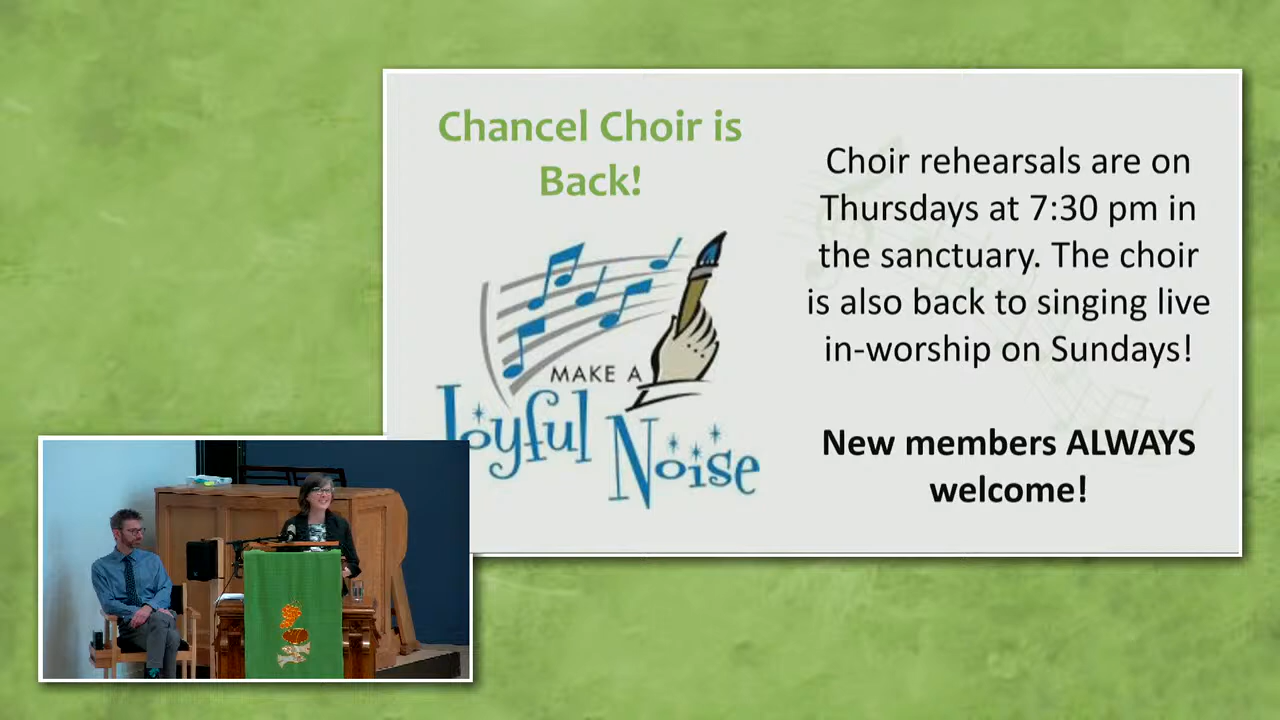 Chancel Choir is
Back!
MAKE A
Joyful Noise
Choir rehearsals are on
Thursdays at 7:30 pm in
the sanctuary. The choir
is also back to singing live
in-worship on Sundays!
New members ALWAYS
welcome!